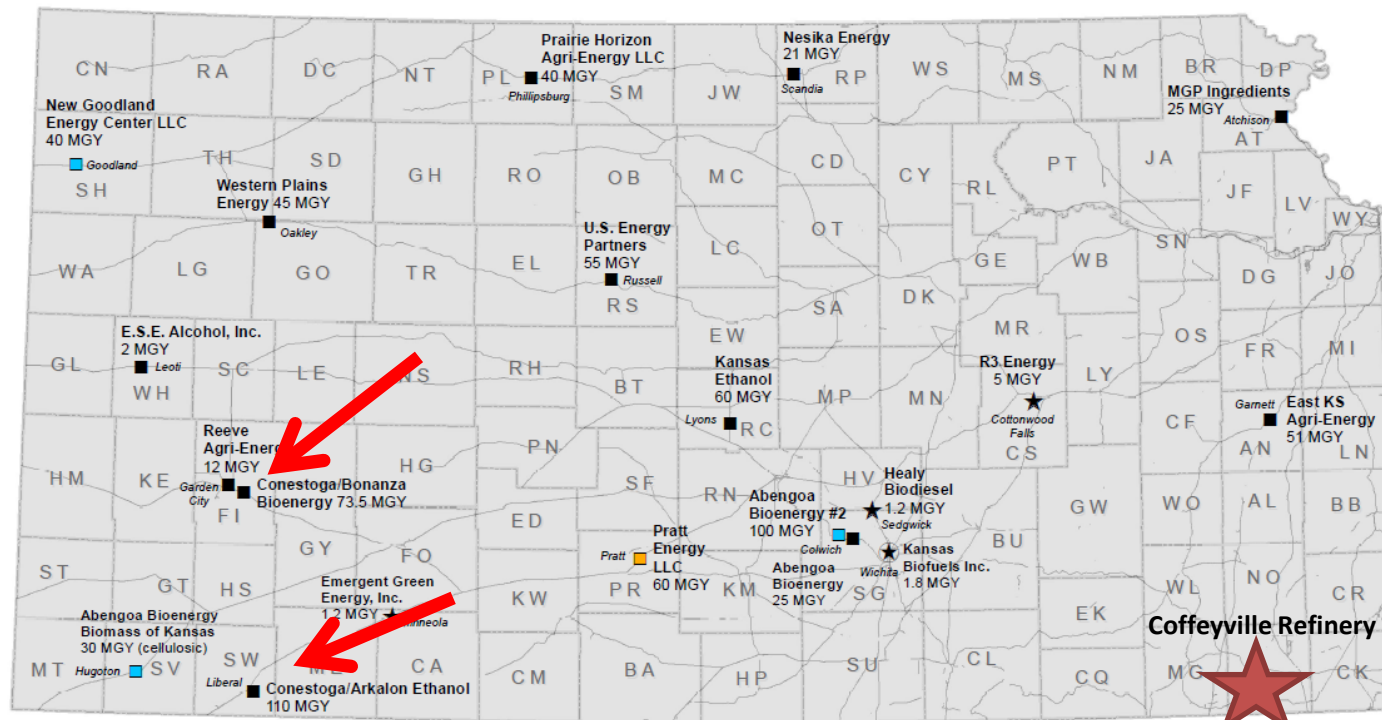 CN
RA
DC
NT
PL
Prairie Horizon
Agri-Energy LLC
40 MGY
Phillipsburg
SM
JW
Nesika Energy
21 MGY
Scandia
RP
WS
MS
NM
BR
DP
MGP Ingredients
25 MGY
Atchison
AT
New Goodland
Energy Center LLC
40 MGY
Goodland
SH
TH
SD
GH
RO
OB
MC
CD
CY
RL
PT
JA
JF
LV
WY
Western Plains
Energy 45 MGY
Oakley
U.S. Energy
Partners
55 MGY
Russell
RS
WA
LG
GO
TR
EL
LC
OT
GE
WB
SN
DG
JO
SA
DK
E.S.E. Alcohol, Inc.
2 MGY
Leoti
GL
WH
SC
LE
NS
RH
BT
EW
Kansas
Ethanol
60 MGY
Lyons
RC
MP
MN
MR
R3 Energy
5 MGY
Cottonwood
Falls
CS
LY
OS
FR
MI
Garnett
East KS
Agri-Energy
51 MGY
CF
AN
LN
Reeve
12 MGY
Garden
City
Conestoga/Bonanza
Bioenergy 73.5 MGY
HM
KE
FI
HG
PN
SF
RN
HV
Healy
Biodiesel
1.2 MGY
Sedgwick
Abengoa
Bioenergy #2
100 MGY
Colwich
Abengoa
Bioenergy
25 MGY
Wichita
Kansas
Biofuels Inc.
1.8 MGY
SG
BU
GW
WO
AL
BB
GY
FO
ED
Pratt
Pratt
Energy
LLC
60 MGY
PR
KM
KW
ST
GT
HS
Emergent Green
Energy, Inc.
1.2 MGY
EK
WL
NO
CR
Abengoa Bioenergy
Biomass of Kansas
30 MGY (cellulosic)
Hugoton
MT
SV
SW
Liberal
Conestoga/Arkalon Ethanol
110 MGY
CA
CM
BA
HP
SU
CL
CQ
Coffeyville Refinery
CK